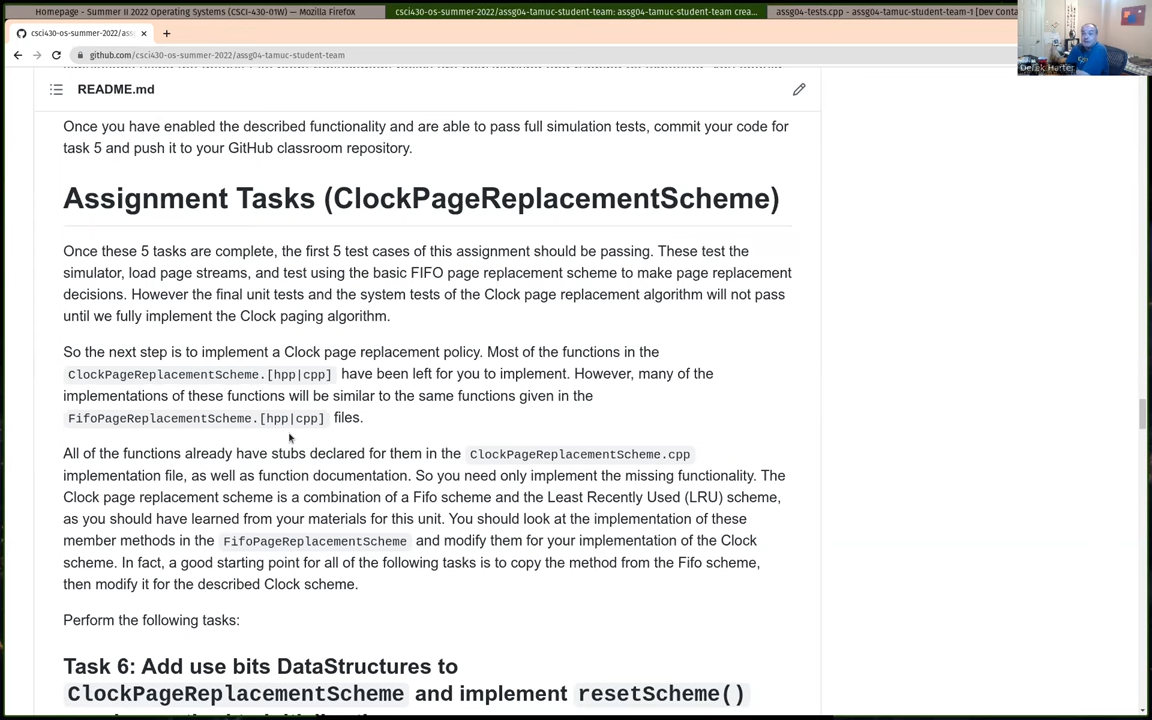 Homepage - Summer II 2022 Operating Systems (CSCI-430-01W) — Mozilla Firefox
csci430-os-summer-2022/assg04-tamuc-student-team: assg04-tamuc-student-team crea...
assg04-tests.cpp - assg04-tamuc-student-team-1 [Dev Conta
csci430-os-summer-2022/ass
github.com/csci430-os-summer-2022/assg04-tamuc-student-team
Derek Harter
README.md
Once you have enabled the described functionality and are able to pass full simulation tests, commit your code for
task 5 and push it to your GitHub classroom repository.
Assignment Tasks (ClockPageReplacementScheme)
Once these 5 tasks are complete, the first 5 test cases of this assignment should be passing. These test the
simulator, load page streams, and test using the basic FIFO page replacement scheme to make page replacement
decisions. However the final unit tests and the system tests of the Clock page replacement algorithm will not pass
until we fully implement the Clock paging algorithm.
So the next step is to implement a Clock page replacement policy. Most of the functions in the
ClockPageReplacementScheme.[hpp|cpp] have been left for you to implement. However, many of the
implementations of these functions will be similar to the same functions given in the
FifoPageReplacementScheme.[hpp|cpp] files.
All of the functions already have stubs declared for them in the ClockPageReplacementScheme.cpp
implementation file, as well as function documentation. So you need only implement the missing functionality. The
Clock page replacement scheme is a combination of a Fifo scheme and the Least Recently Used (LRU) scheme,
as you should have learned from your materials for this unit. You should look at the implementation of these
member methods in the FifoPageReplacementScheme and modify them for your implementation of the Clock
scheme. In fact, a good starting point for all of the following tasks is to copy the method from the Fifo scheme,
then modify it for the described Clock scheme.
Perform the following tasks:
Task 6: Add use bits DataStructures to
ClockPageReplacementScheme and implement resetScheme()